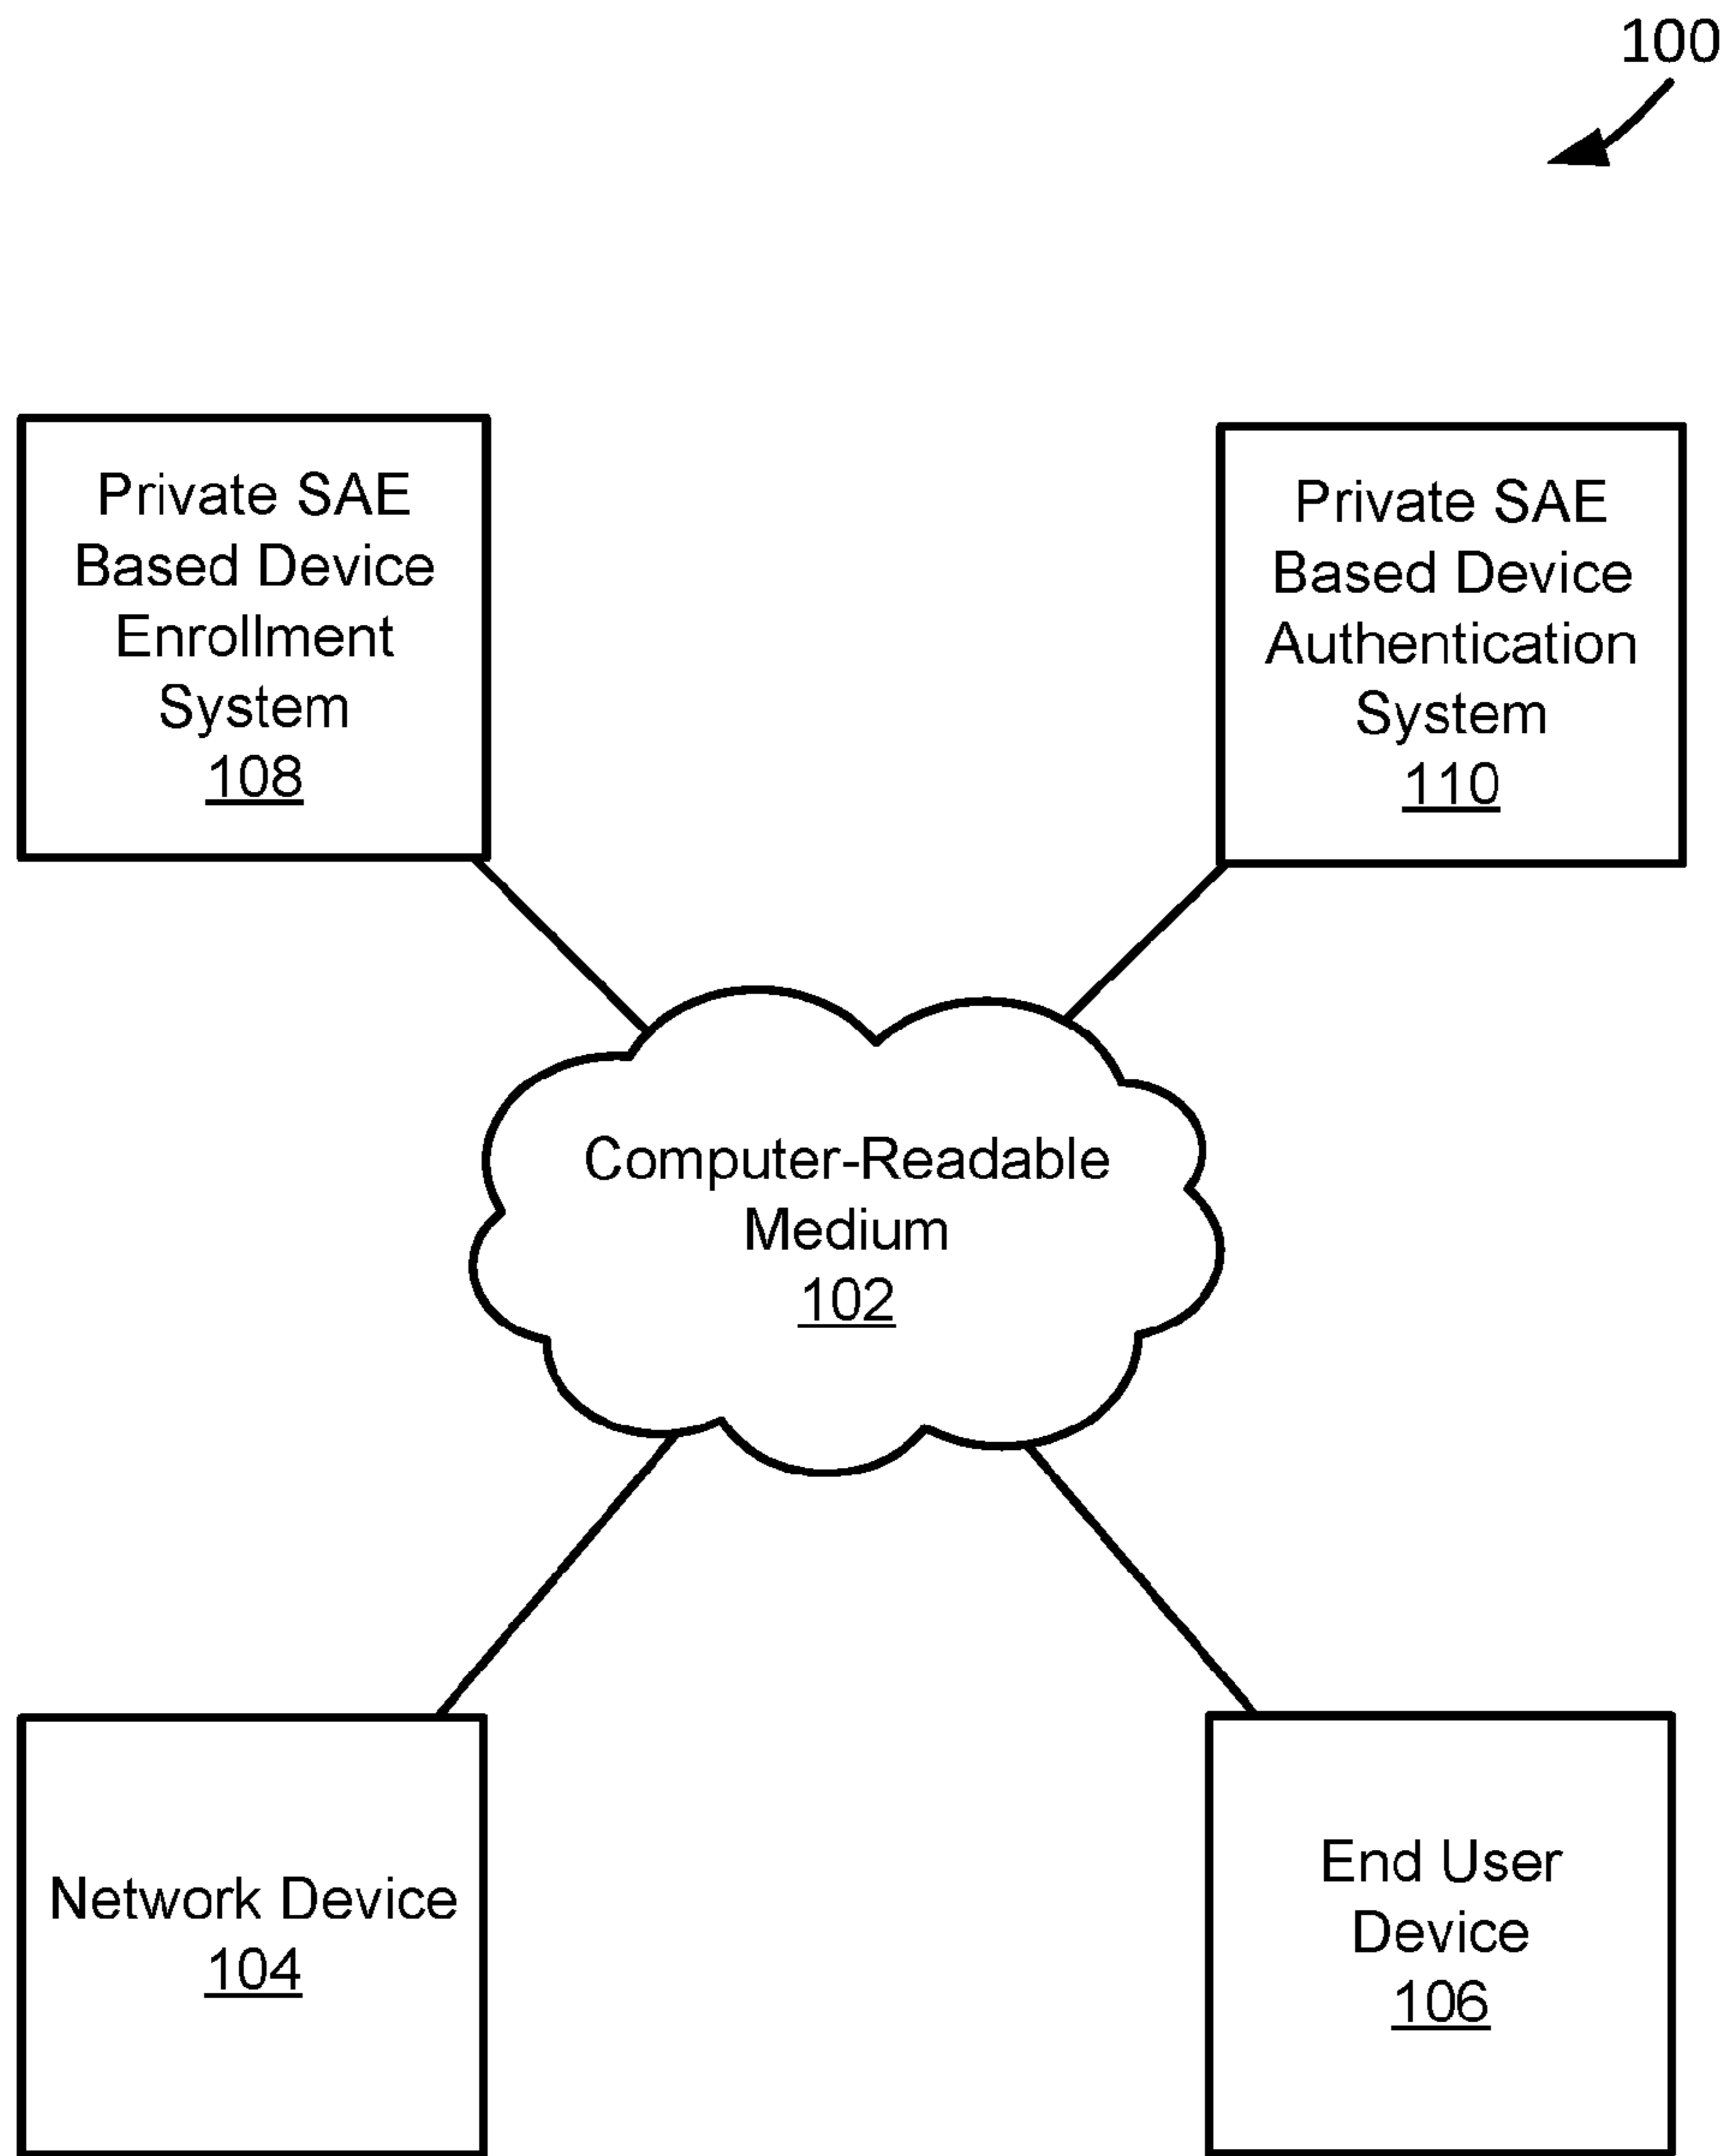 100
Private SAE
Based Device
Enrollment
System
108
Private SAE
Based Device
Authentication
System
110
Computer-Readable
Medium
102
Network Device
104
End User
Device
106